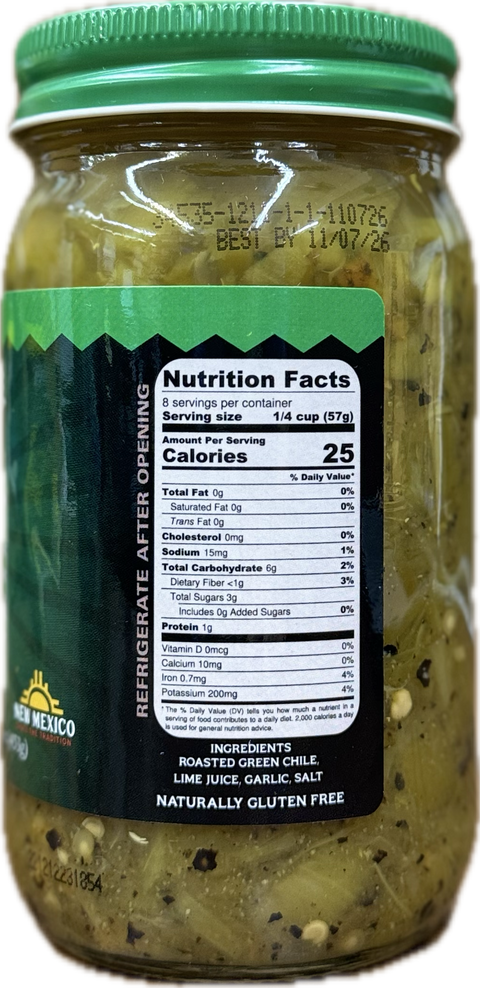 BEST BY 11/07/26
REFRIGERATE AFTER OPENING
Nutrition Facts
8 servings per container
Serving size 1/4 cup (57g)
Amount Per Serving
Calories 25
% Daily Value*
Total Fat 0g 0%
Saturated Fat 0g 0%
Trans Fat 0g
Cholesterol 0mg 0%
Sodium 15mg 1%
Total Carbohydrate 6g 2%
Dietary Fiber <1g 3%
Total Sugars 3g
Includes 0g Added Sugars 0%
Protein 1g
Vitamin D 0mcg 0%
Calcium 10mg 0%
Iron 0.7mg 4%
Potassium 200mg 4%
* The % Daily Value (DV) tells you how much a nutrient in a
serving of food contributes to a daily diet. 2,000 calories a day
is used for general nutrition advice.
NEW MEXICO
TRADITION
INGREDIENTS
ROASTED GREEN CHILE,
LIME JUICE, GARLIC, SALT
NATURALLY GLUTEN FREE